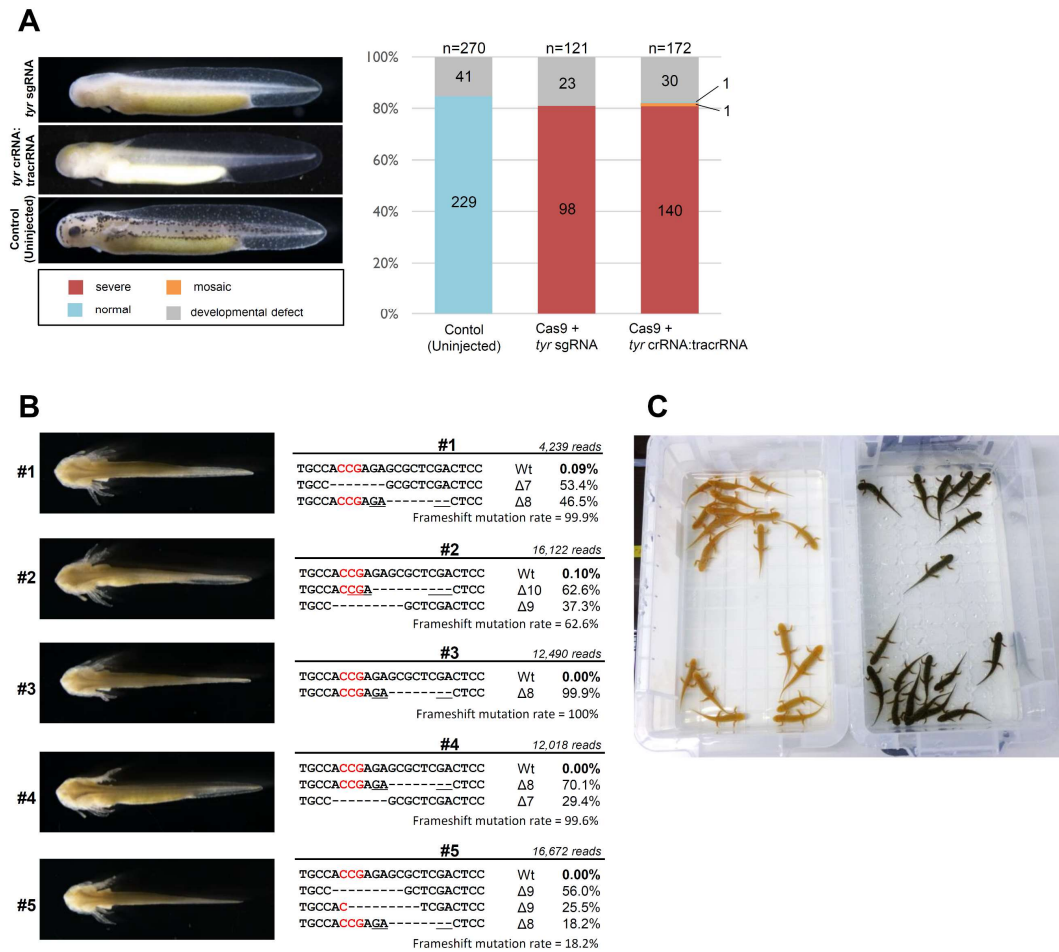 A
tyr sgRNA
tyr crRNA:
tracrRNA
Control
(Uninjected)
severe
mosaic
normal
developmental defect
n=270
n=121
n=172
100%
80%
60%
40%
20%
0%
41
23
30
1
1
229
98
140
Contol
(Uninjected)
Cas9 +
tyr sgRNA
Cas9 +
tyr crRNA:tracrRNA
B
#1
#1
4,239 reads
TGCCACCGAGAGCGCTCGACTCC Wt 0.09%
TGCC-------GCGCTCGACTCC Δ7 53.4%
TGCCACCGAGA--------CTCC Δ8 46.5%
Frameshift mutation rate = 99.9%
#2
#2
16,122 reads
TGCCACCGAGAGCGCTCGACTCC Wt 0.10%
TGCCACCGA----------CTCC Δ10 62.6%
TGCC---------GCTCGACTCC Δ9 37.3%
Frameshift mutation rate = 62.6%
#3
#3
12,490 reads
TGCCACCGAGAGCGCTCGACTCC Wt 0.00%
TGCCACCGAGA--------CTCC Δ8 99.9%
Frameshift mutation rate = 100%
#4
#4
12,018 reads
TGCCACCGAGAGCGCTCGACTCC Wt 0.00%
TGCCACCGAGA--------CTCC Δ8 70.1%
TGCC-------GCGCTCGACTCC Δ7 29.4%
Frameshift mutation rate = 99.6%
#5
#5
16,672 reads
TGCCACCGAGAGCGCTCGACTCC Wt 0.00%
TGCC---------GCTCGACTCC Δ9 56.0%
TGCCAC---------TCGACTCC Δ9 25.5%
TGCCACCGAGA--------CTCC Δ8 18.2%
Frameshift mutation rate = 18.2%
C